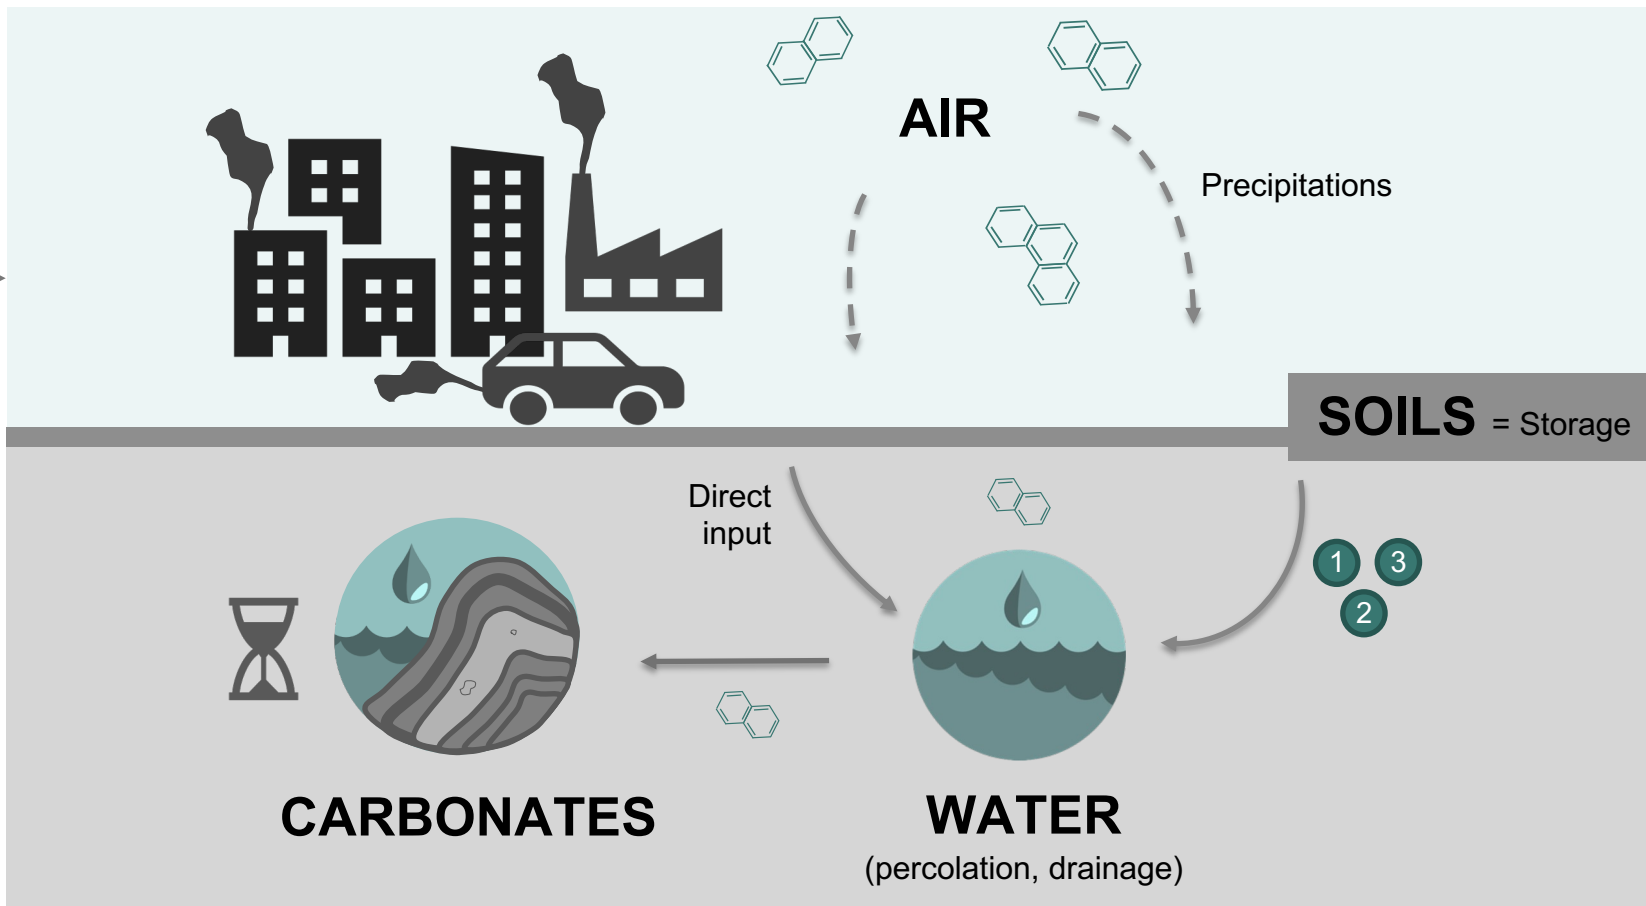 AIR
Precipitations
SOILS = Storage
Direct
input
1
3
2
CARBONATES
WATER
(percolation, drainage)